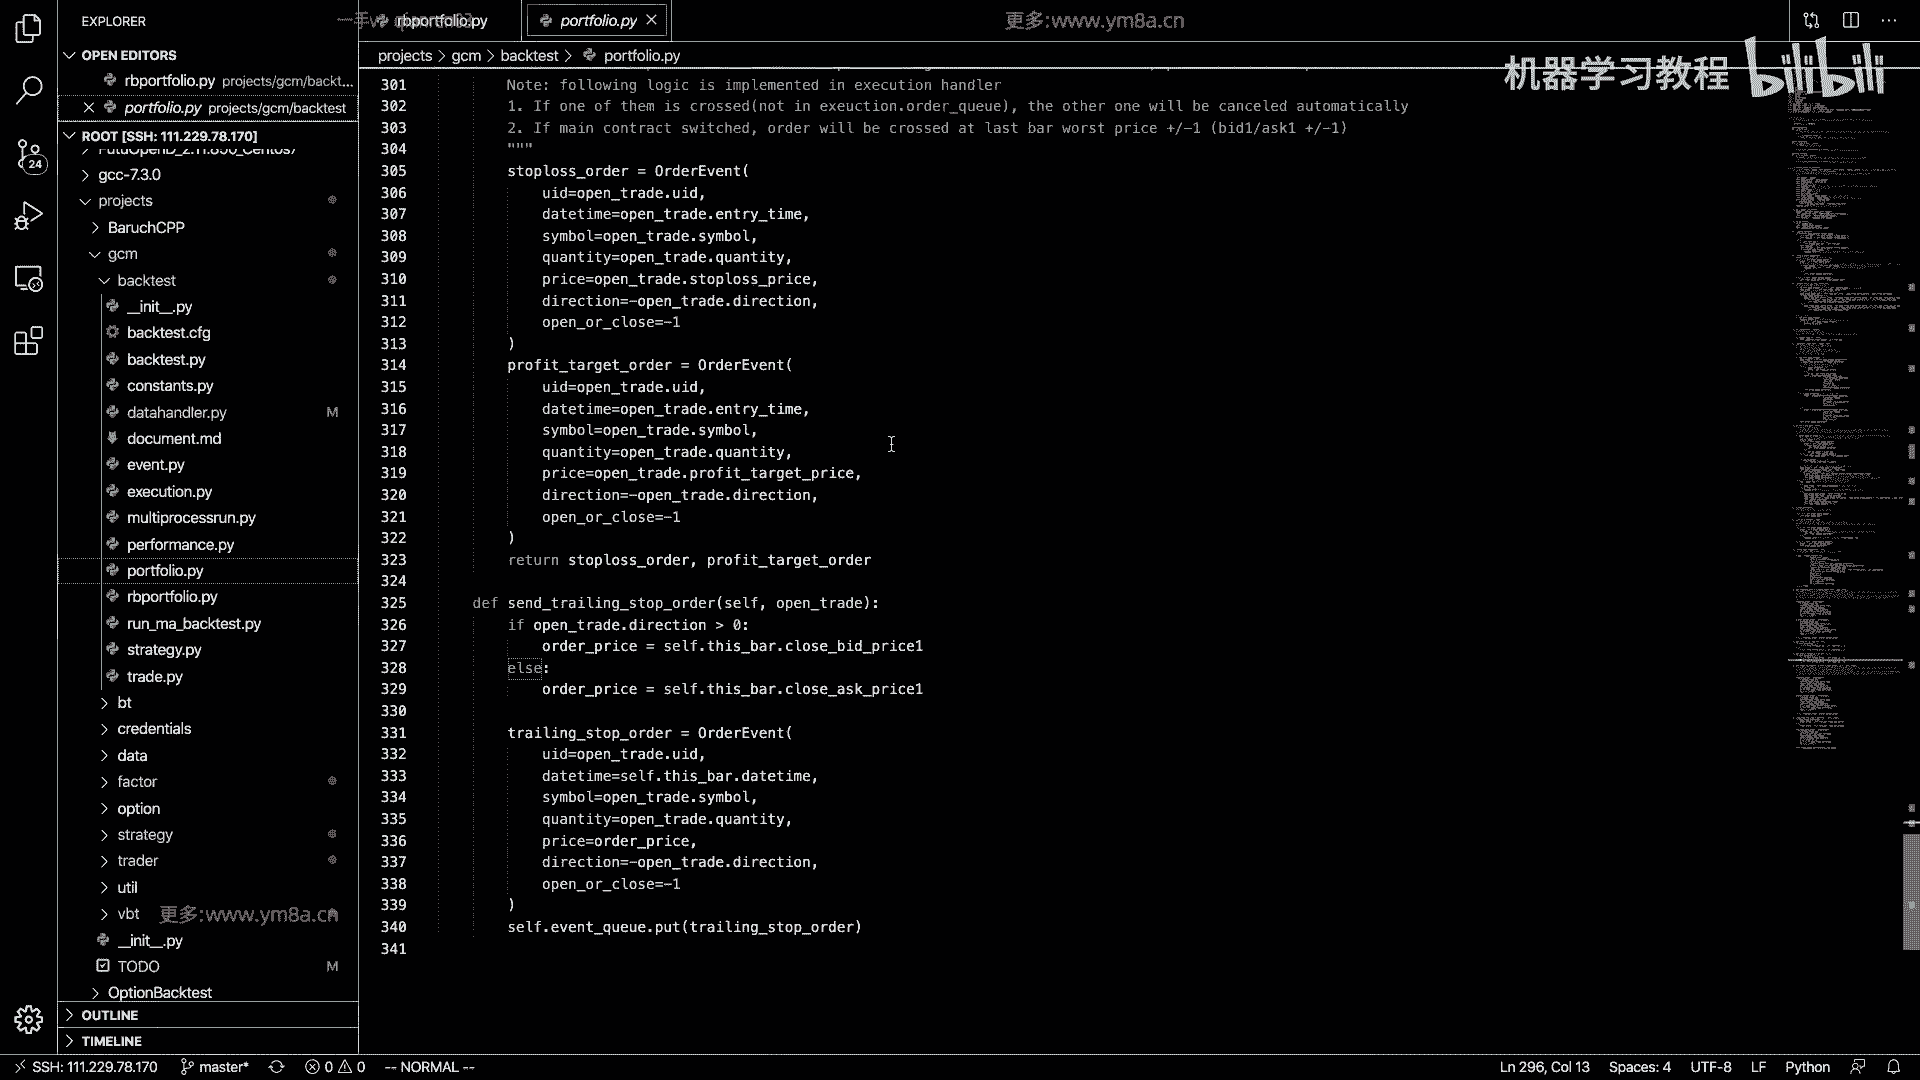 EXPLORER
rbportfolio.py
portfolio.py
更多:www.ym8a.cn
机器学习教程 bilibili
OPEN EDITORS
rbportfolio.py projects/gcm/backt...
portfolio.py projects/gcm/backtest
ROOT [SSH: 111.229.78.170]
gcc-7.3.0
projects
BaruchCPP
gcm
backtest
__init__.py
backtest.cfg
backtest.py
constants.py
datahandler.py M
document.md
event.py
execution.py
multiprocessrun.py
performance.py
portfolio.py
rbportfolio.py
run_ma_backtest.py
strategy.py
trade.py
bt
credentials
data
factor
option
strategy
trader
util
vbt
更多:www.ym8a.cn
__init__.py
TODO M
OptionBacktest
OUTLINE
TIMELINE
24
projects > gcm > backtest > portfolio.py
301 Note: following logic is implemented in execution handler
302 1. If one of them is crossed(not in exeuction.order_queue), the other one will be canceled automatically
303 2. If main contract switched, order will be crossed at last bar worst price +/-1 (bid1/ask1 +/-1)
304 """
305 stoploss_order = OrderEvent(
306 uid=open_trade.uid,
307 datetime=open_trade.entry_time,
308 symbol=open_trade.symbol,
309 quantity=open_trade.quantity,
310 price=open_trade.stoploss_price,
311 direction=-open_trade.direction,
312 open_or_close=-1
313 )
314 profit_target_order = OrderEvent(
315 uid=open_trade.uid,
316 datetime=open_trade.entry_time,
317 symbol=open_trade.symbol,
318 quantity=open_trade.quantity,
319 price=open_trade.profit_target_price,
320 direction=-open_trade.direction,
321 open_or_close=-1
322 )
323 return stoploss_order, profit_target_order
324
325 def send_trailing_stop_order(self, open_trade):
326 if open_trade.direction > 0:
327 order_price = self.this_bar.close_bid_price1
328 else:
329 order_price = self.this_bar.close_ask_price1
330
331 trailing_stop_order = OrderEvent(
332 uid=open_trade.uid,
333 datetime=self.this_bar.datetime,
334 symbol=open_trade.symbol,
335 quantity=open_trade.quantity,
336 price=order_price,
337 direction=-open_trade.direction,
338 open_or_close=-1
339 )
340 self.event_queue.put(trailing_stop_order)
341
SSH: 111.229.78.170 master* 0 0 -- NORMAL -- Ln 296, Col 13 Spaces: 4 UTF-8 LF Python